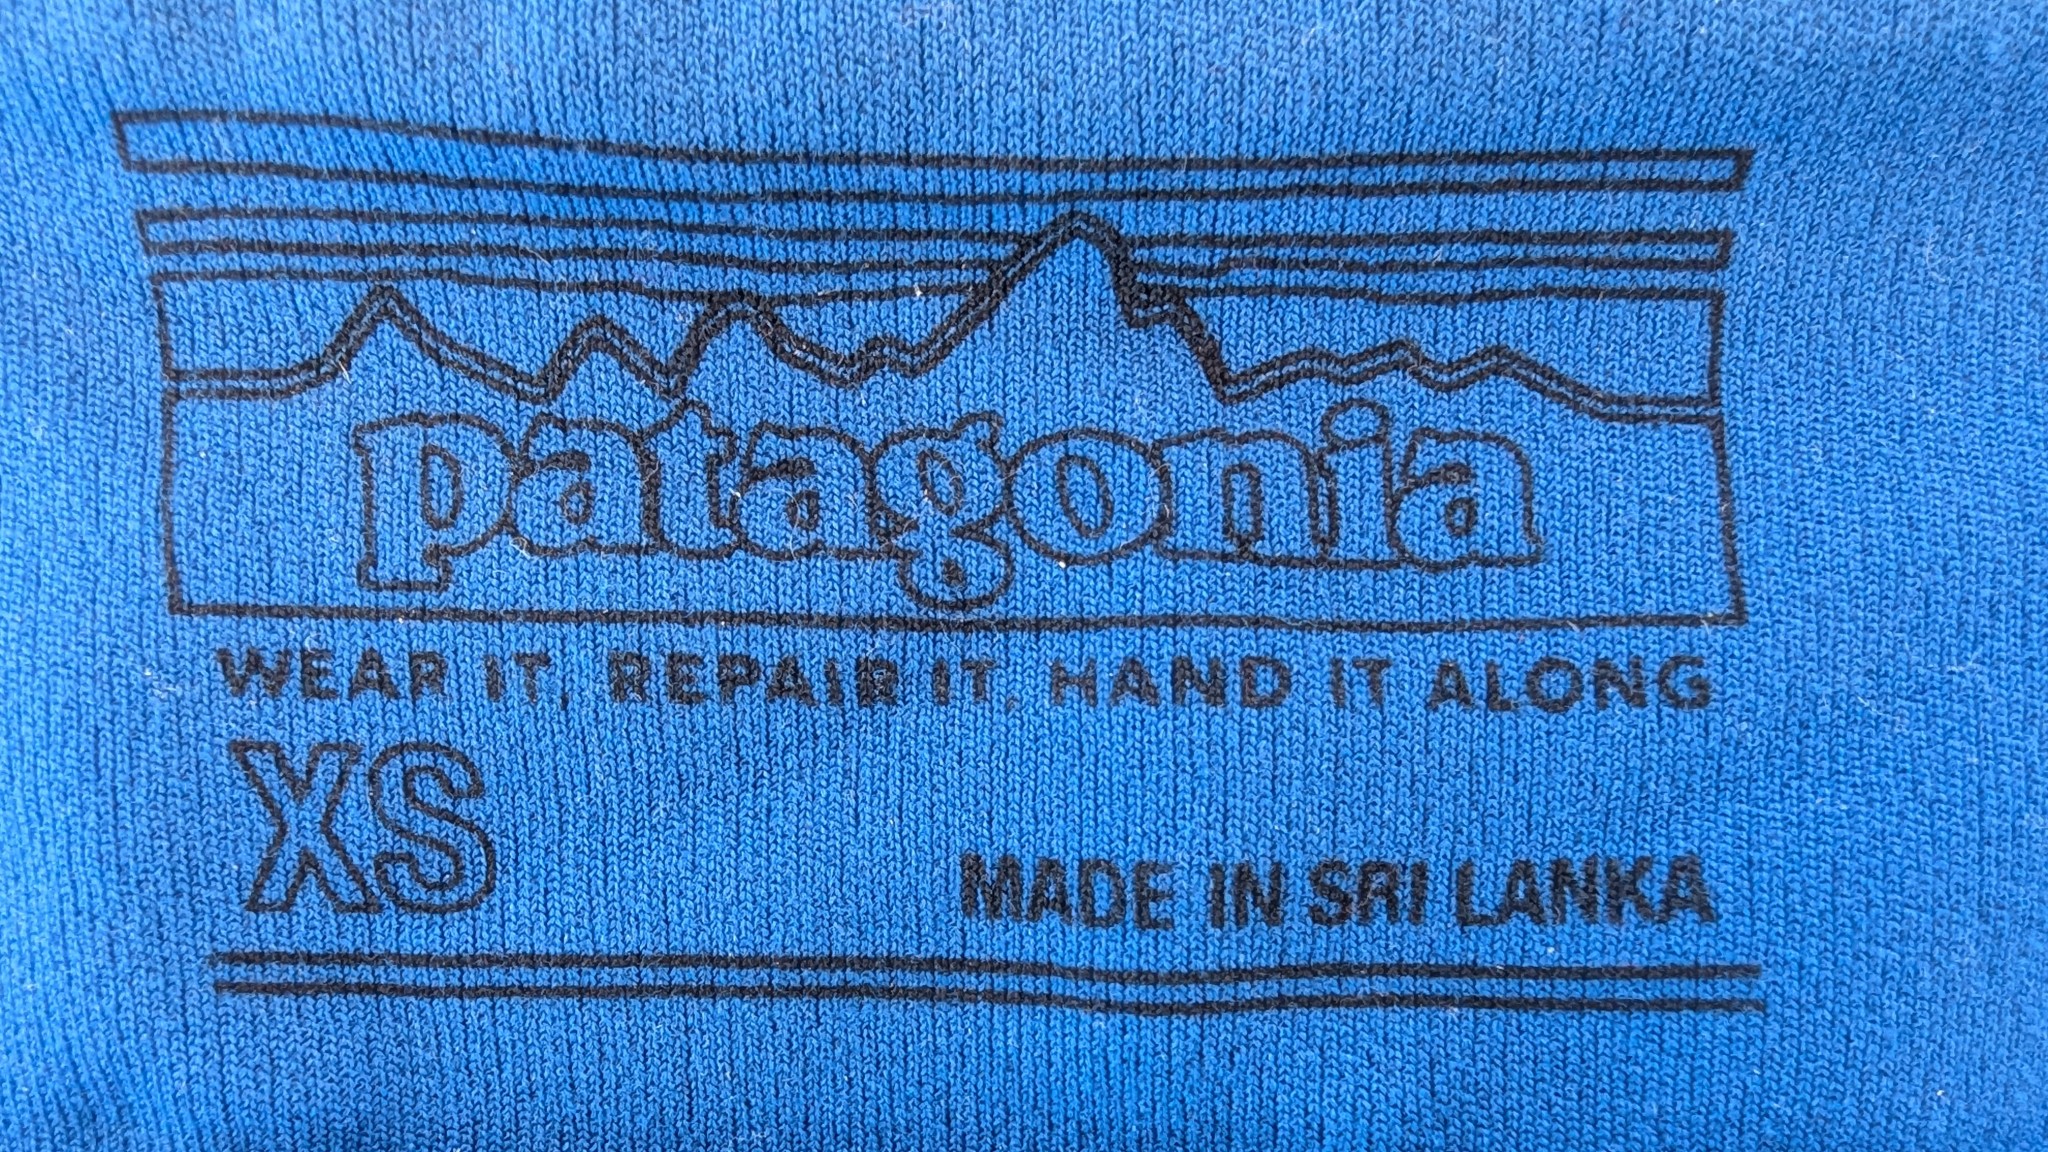 patagonia
WEAR IT, REPAIR IT, HAND IT ALONG
XS
MADE IN SRI LANKA